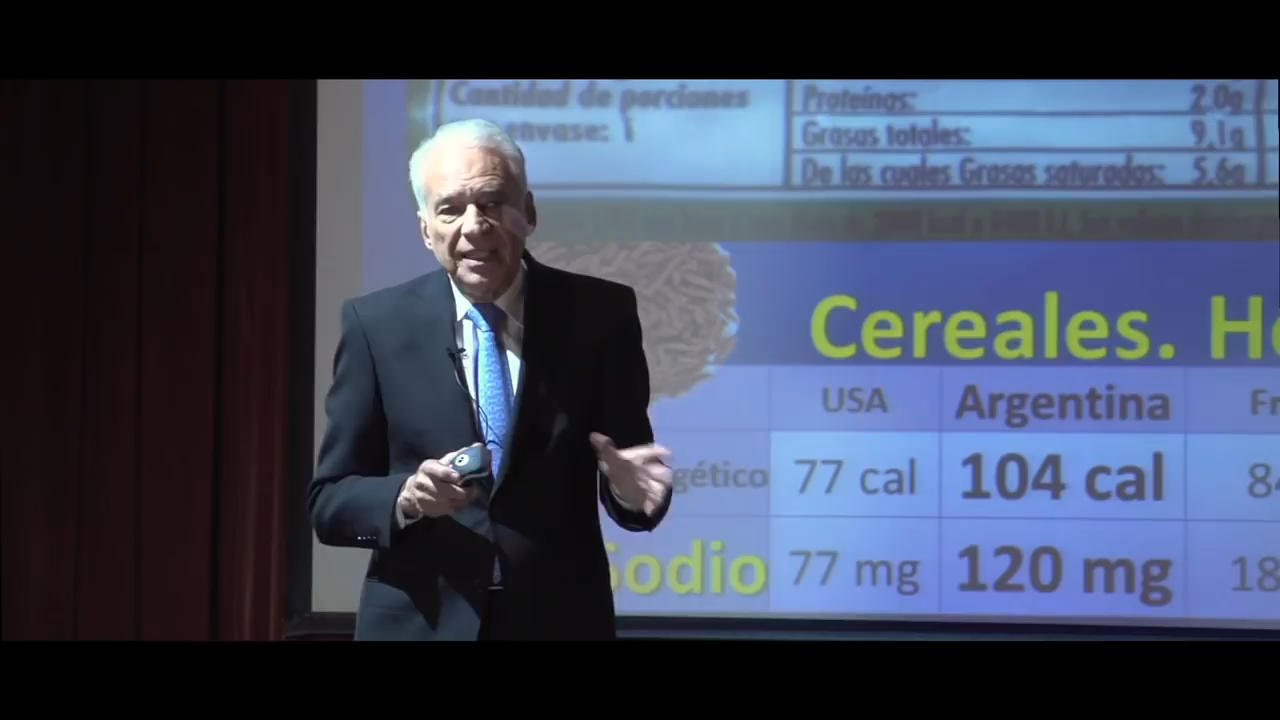 Cantidad de porciones
envase: 1
Proteínas: 2,0g
Grasas totales: 9,1g
De las cuales Grasas saturadas: 5,6g
Cereales.
USA Argentina
77 cal 104 cal
Sodio 77 mg 120 mg